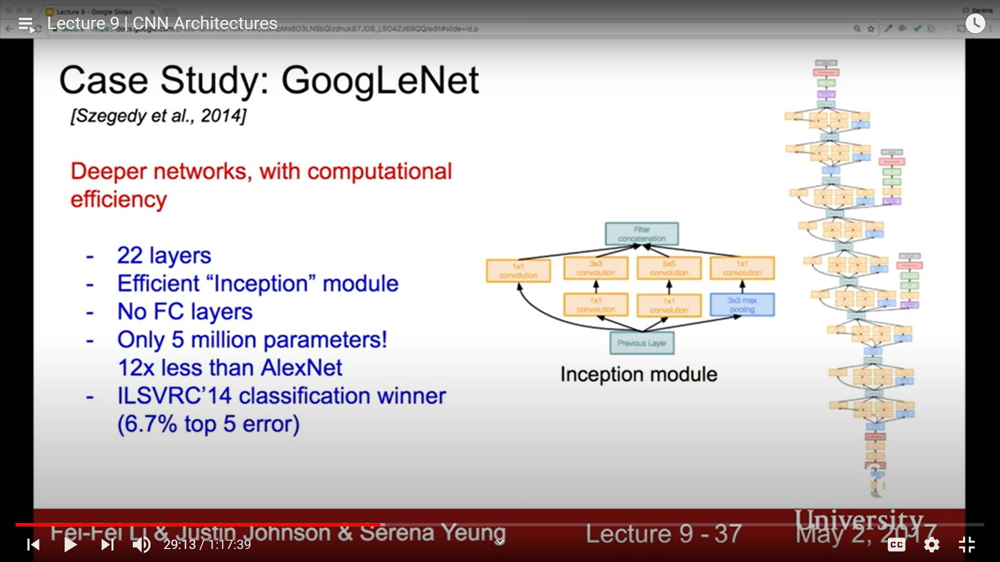 Lecture 9 - Google Slides
Serena
Lecture 9 | CNN Architectures
Case Study: GoogLeNet
[Szegedy et al., 2014]
Deeper networks, with computational
efficiency
- 22 layers
- Efficient “Inception” module
- No FC layers
- Only 5 million parameters!
12x less than AlexNet
- ILSVRC’14 classification winner
(6.7% top 5 error)
Filter
concatenation
1x1
convolution
3x3
convolution
5x5
convolution
1x1
convolution
1x1
convolution
1x1
convolution
3x3 max
pooling
Previous Layer
Inception module
Fei-Fei Li & Justin Johnson & Serena Yeung
Lecture 9 - 37
University
May 2, 2017
29:13 / 1:17:39
CC